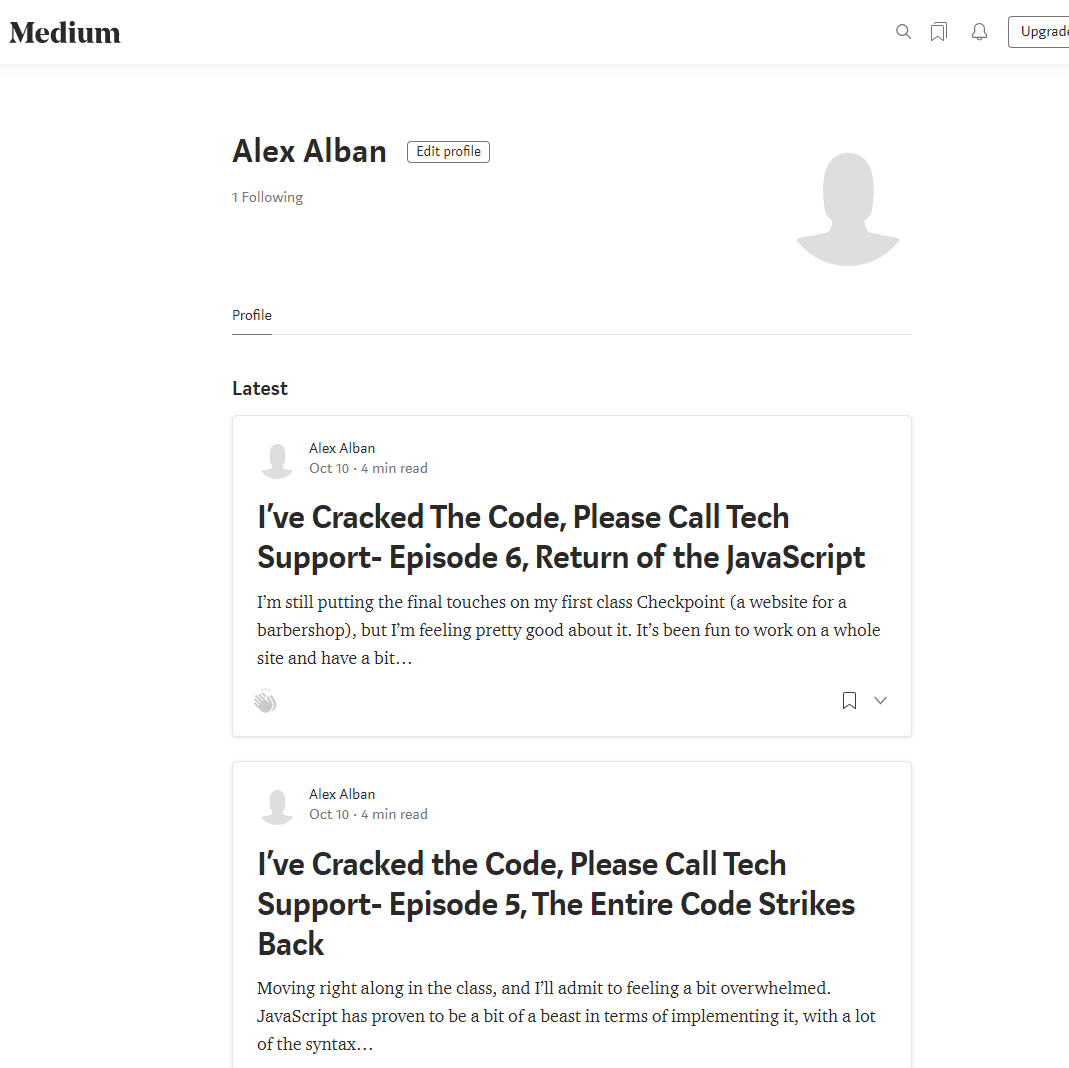 Medium
Upgrade
Alex Alban
Edit profile
1 Following
Profile
Latest
Alex Alban
Oct 10 · 4 min read
I’ve Cracked The Code, Please Call Tech
Support- Episode 6, Return of the JavaScript
I’m still putting the final touches on my first class Checkpoint (a website for a
barbershop), but I’m feeling pretty good about it. It’s been fun to work on a whole
site and have a bit…
Alex Alban
Oct 10 · 4 min read
I’ve Cracked the Code, Please Call Tech
Support- Episode 5, The Entire Code Strikes
Back
Moving right along in the class, and I’ll admit to feeling a bit overwhelmed.
JavaScript has proven to be a bit of a beast in terms of implementing it, with a lot
of the syntax…